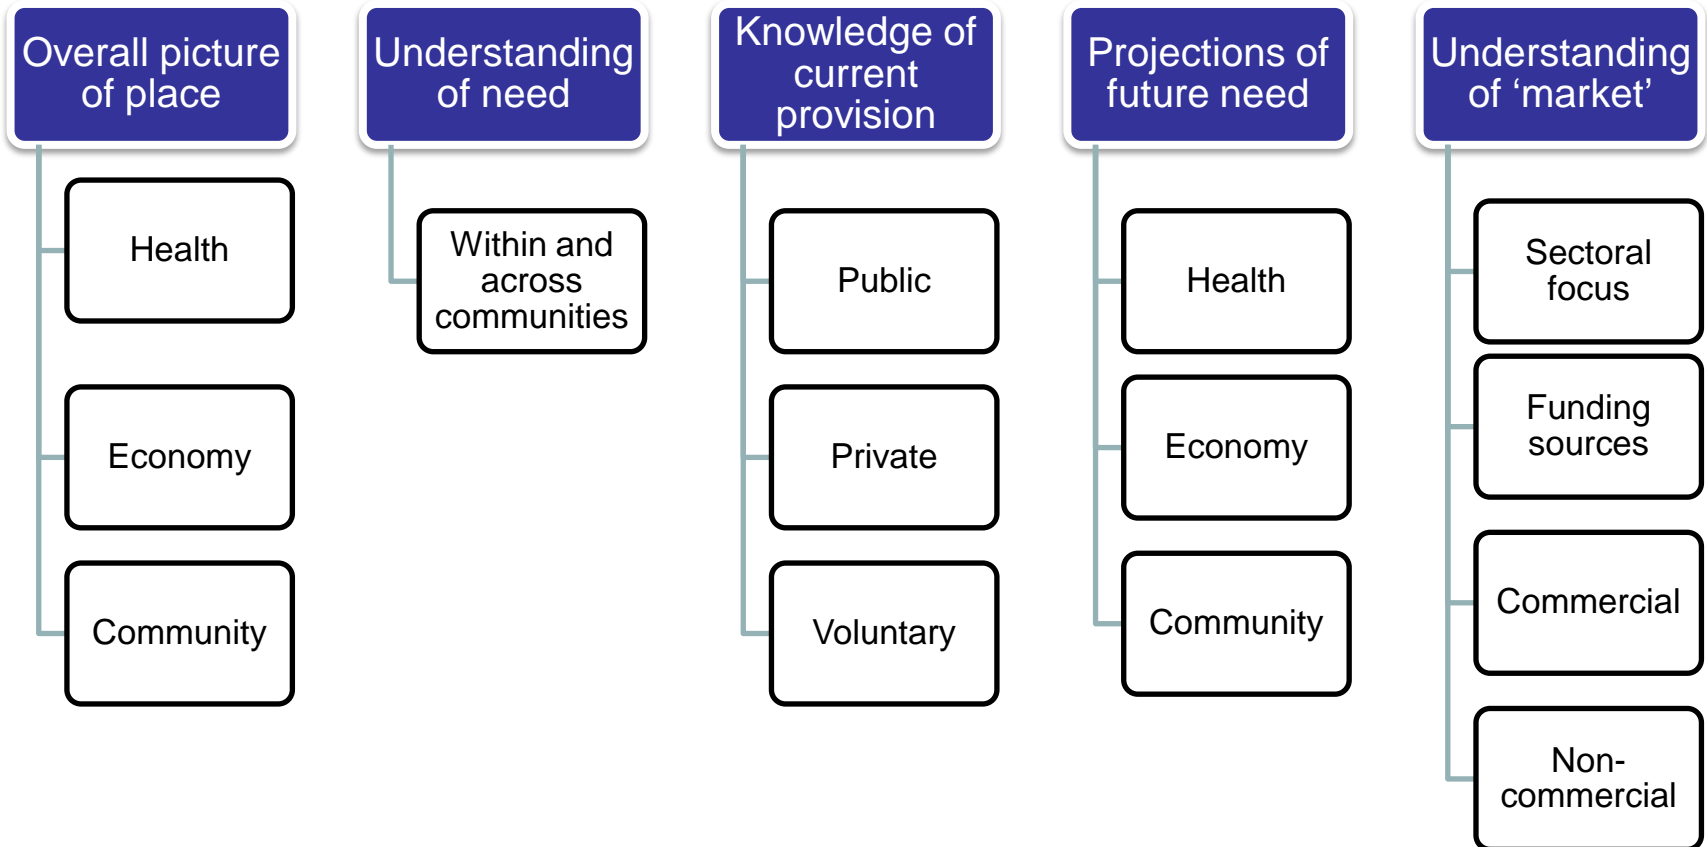 Overall picture
of place
Health
Economy
Community
Understanding
of need
Within and
across
communities
Knowledge of
current
provision
Public
Private
Voluntary
Projections of
future need
Health
Economy
Community
Understanding
of ‘market’
Sectoral
focus
Funding
sources
Commercial
Non-
commercial